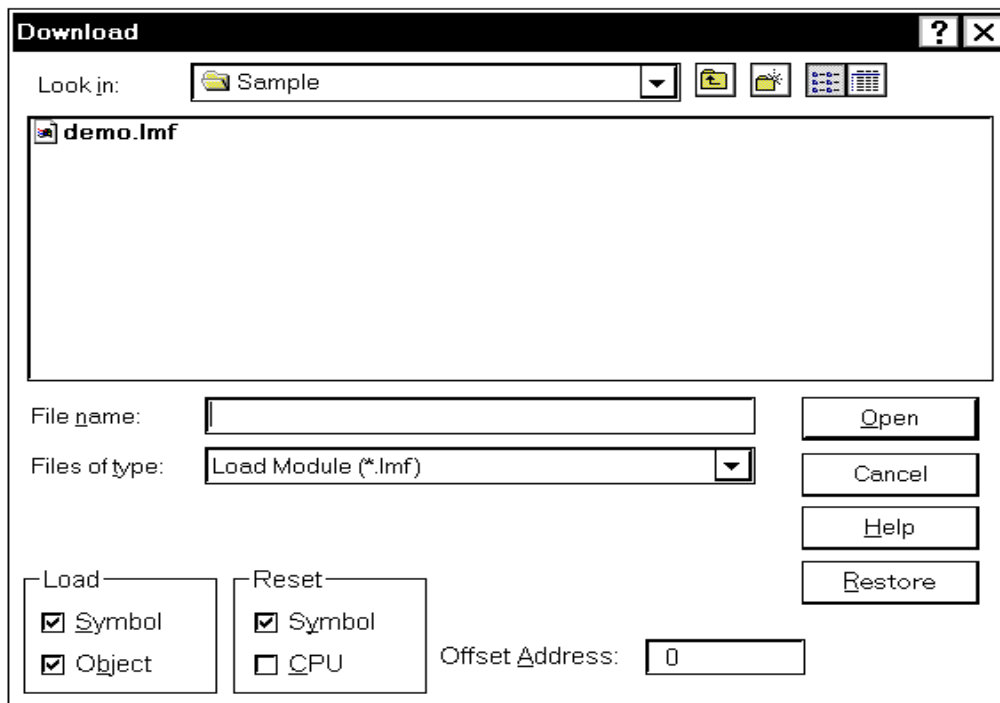 Download
Look in: Sample
demo.lmf
File name: Open
Files of type: Load Module (*.lmf) Cancel
Help
Load Reset Restore
Symbol Symbol
Object CPU Offset Address: 0